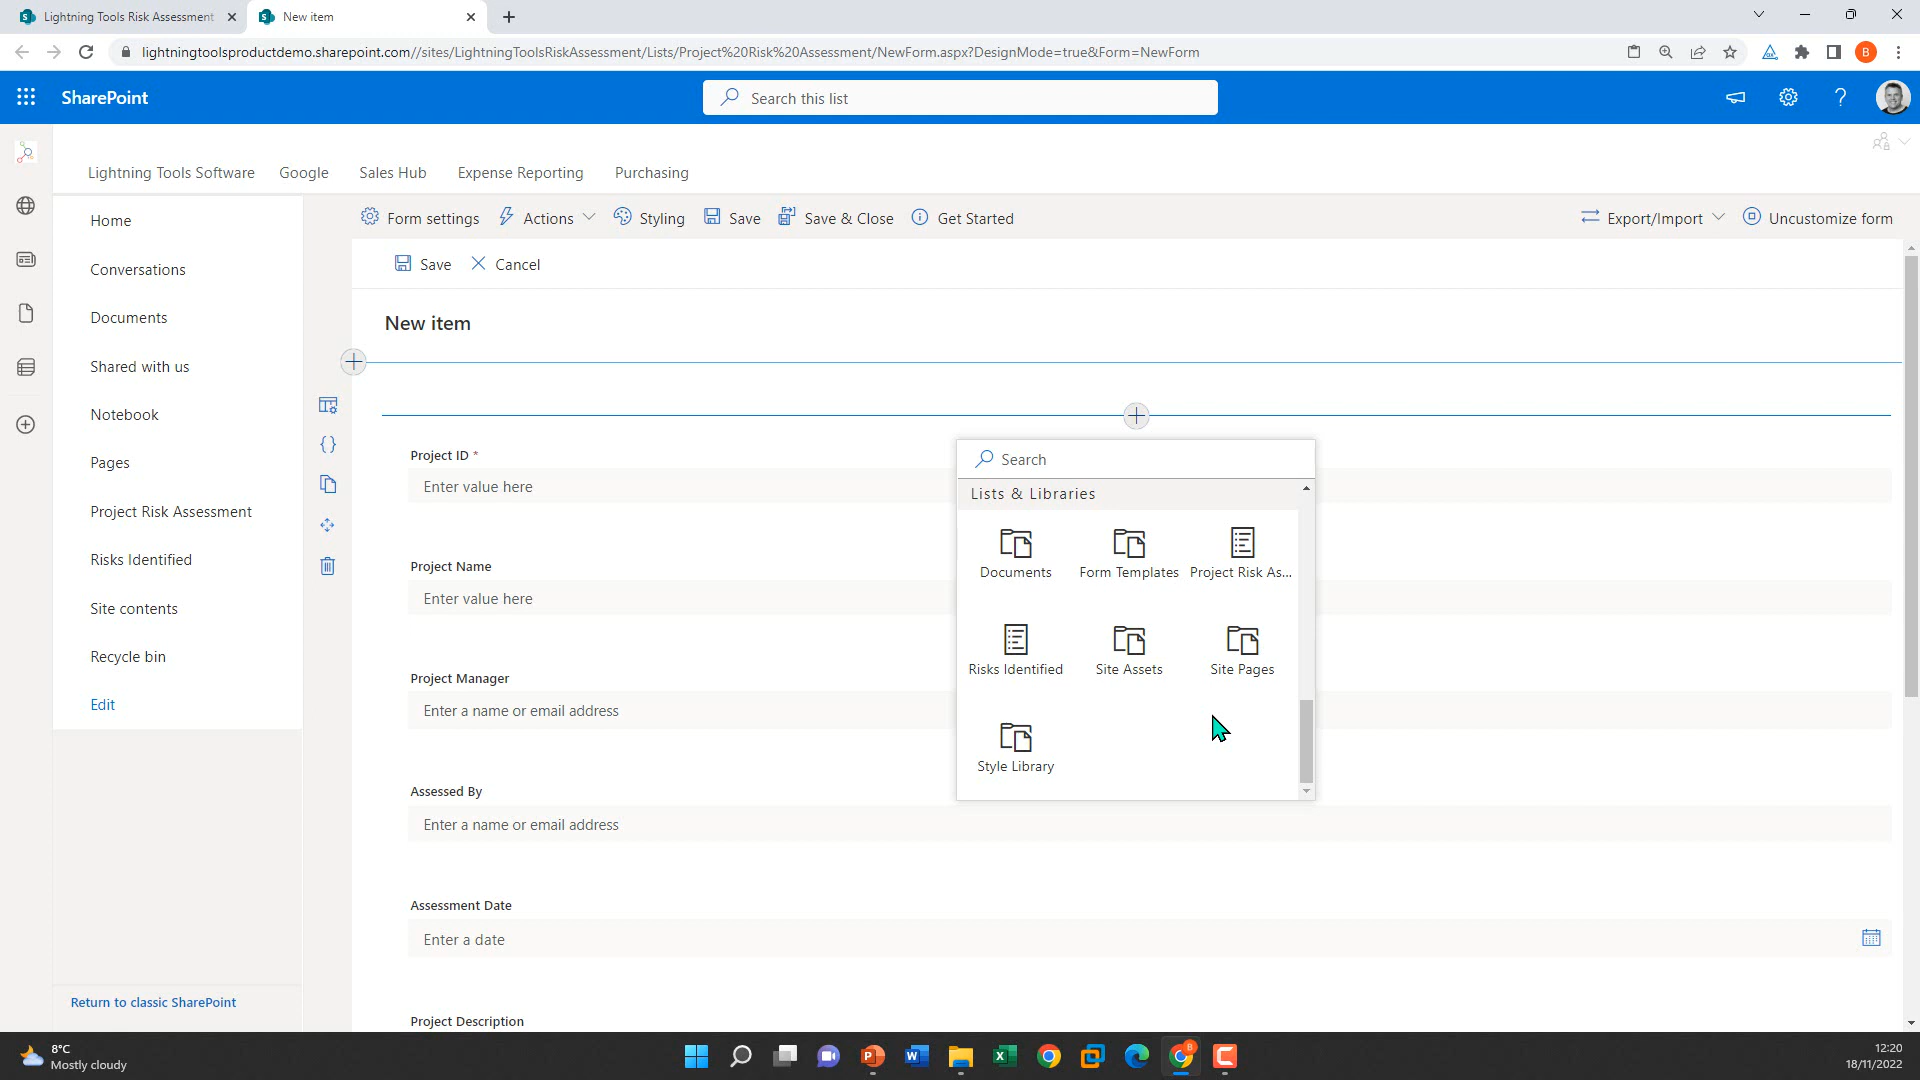 Lightning Tools Risk Assessment
New item
lightningtoolsproductdemo.sharepoint.com//sites/LightningToolsRiskAssessment/Lists/Project%20Risk%20Assessment/NewForm.aspx?DesignMode=true&Form=NewForm
B
SharePoint
Search this list
Lightning Tools Software
Google
Sales Hub
Expense Reporting
Purchasing
Home
Conversations
Documents
Shared with us
Notebook
Pages
Project Risk Assessment
Risks Identified
Site contents
Recycle bin
Edit
Return to classic SharePoint
Form settings
Actions
Styling
Save
Save & Close
Get Started
Export/Import
Uncustomize form
Save
Cancel
New item
Project ID *
Enter value here
Project Name
Enter value here
Project Manager
Enter a name or email address
Assessed By
Enter a name or email address
Assessment Date
Enter a date
Project Description
Search
Lists & Libraries
Documents
Form Templates
Project Risk As...
Risks Identified
Site Assets
Site Pages
Style Library
8°C
Mostly cloudy
12:20
18/11/2022